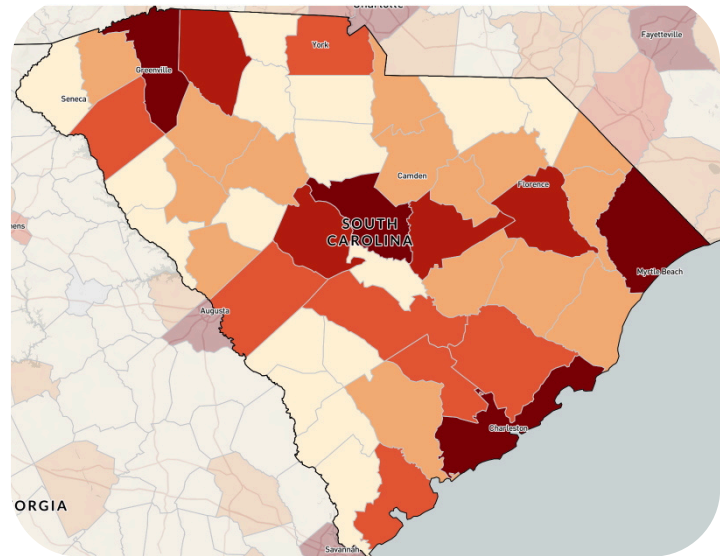 York
Fayetteville
Greenville
Seneca
Camden
Florence
SOUTH
CAROLINA
Myrtle Beach
Augusta
Charleston
ORGIA
Savannah